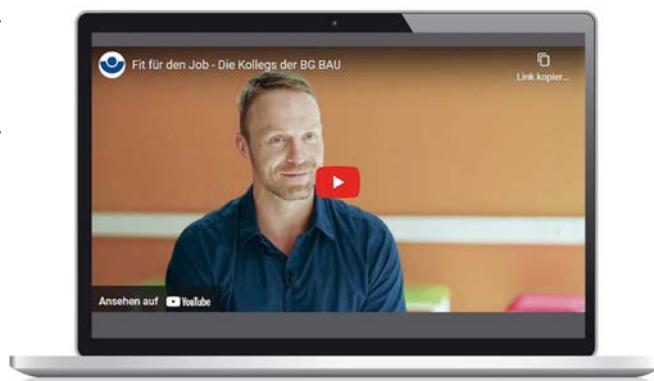 Fit für den Job - Die Kollegs der BG BAU
Link kopier...
Ansehen auf YouTube